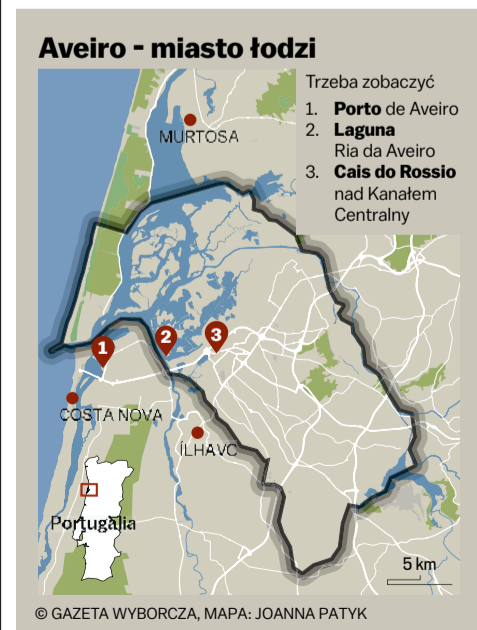 Aveiro - miasto łodzi
Trzeba zobaczyć
1. Porto de Aveiro
2. Laguna
Ria da Aveiro
3. Cais do Rossio
nad Kanałem
Centralny
MURTOSA
3
2
1
COSTA NOVA
ÍLHAVO
Portugalia
5 km
© GAZETA WYBORCZA, MAPA: JOANNA PATYK